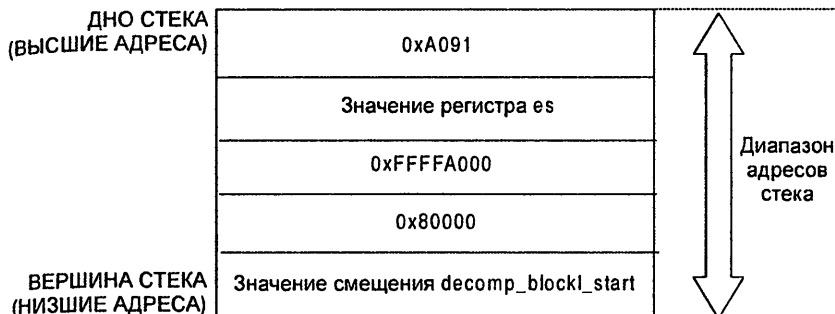 ДНО СТЕКА
(ВЫСШИЕ АДРЕСА)
0xA091
Значение регистра es
0xFFFFA000
0x80000
ВЕРШИНА СТЕКА
(НИЗШИЕ АДРЕСА)
Значение смещения decomp_blockl_start
Диапазон
адресов
стека